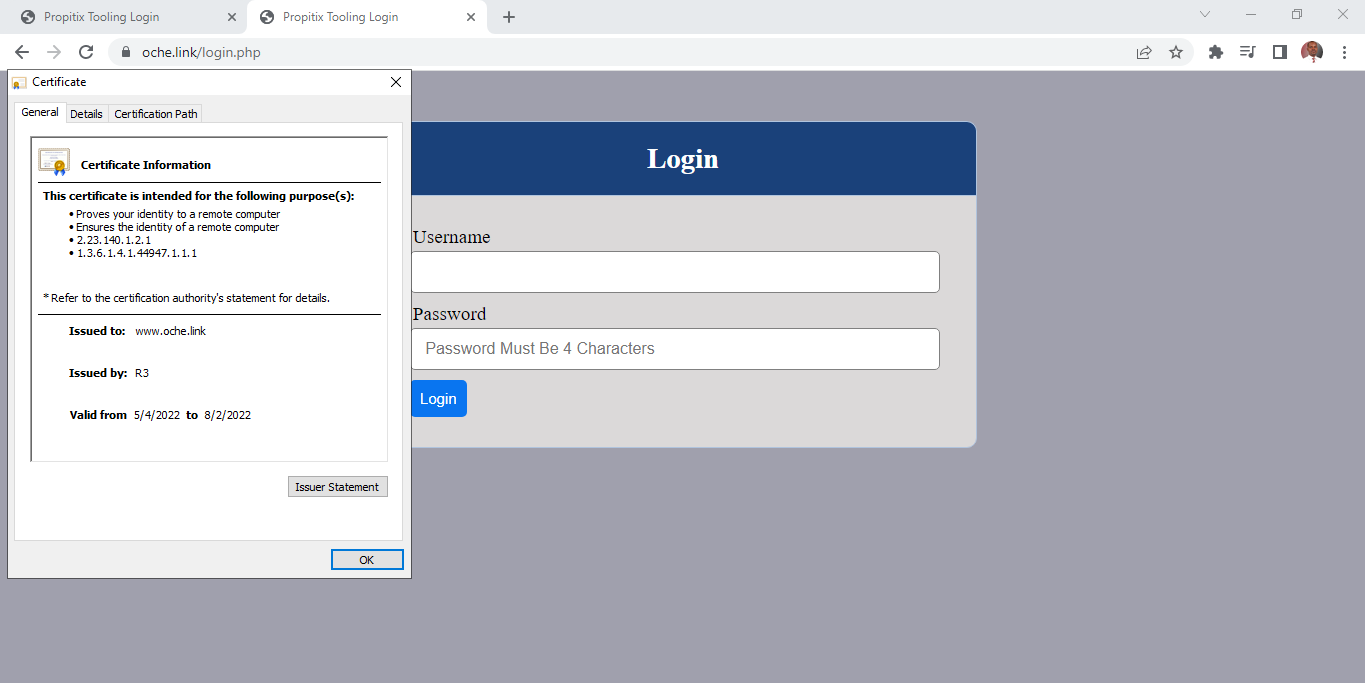 Propitix Tooling Login
Propitix Tooling Login
oche.link/login.php
Certificate
General Details Certification Path
Certificate Information
This certificate is intended for the following purpose(s):
• Proves your identity to a remote computer
• Ensures the identity of a remote computer
• 2.23.140.1.2.1
• 1.3.6.1.4.1.44947.1.1.1
* Refer to the certification authority's statement for details.
Issued to: www.oche.link
Issued by: R3
Valid from 5/4/2022 to 8/2/2022
Issuer Statement
OK
Login
Username
Password
Password Must Be 4 Characters
Login